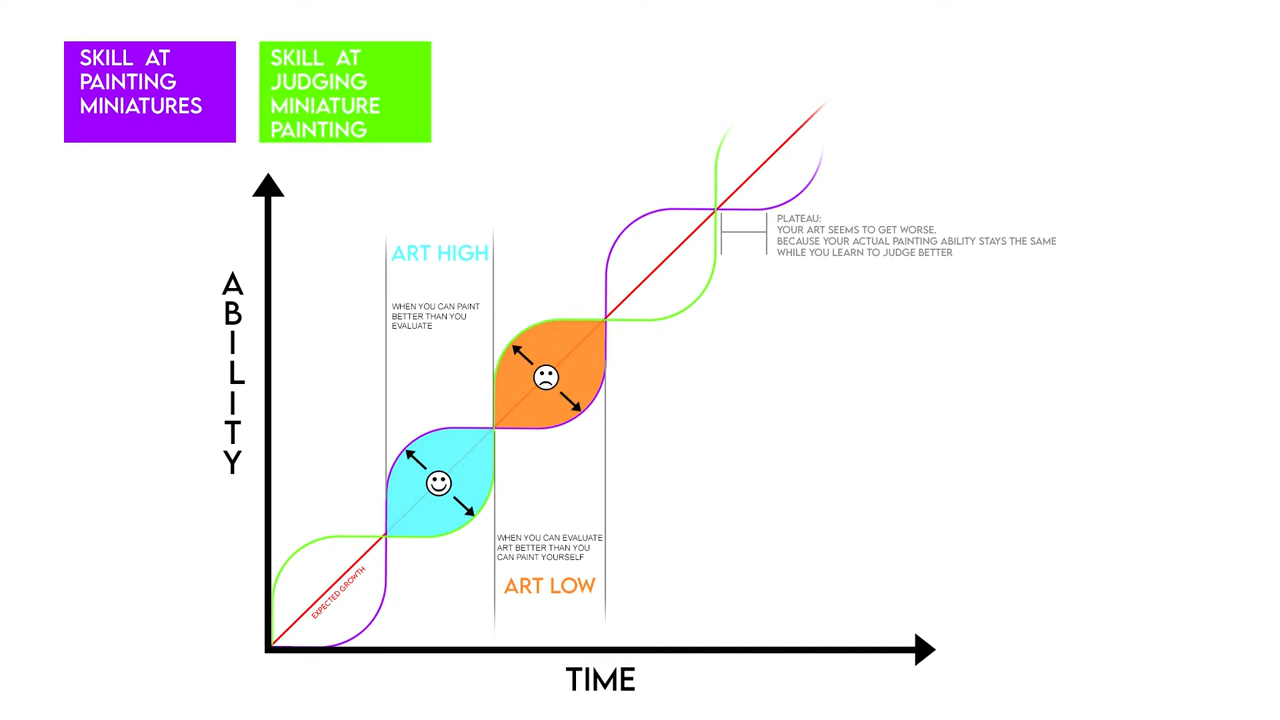 SKILL AT
PAINTING
MINIATURES
SKILL AT
JUDGING
MINIATURE
PAINTING
ABILITY
ART HIGH
WHEN YOU CAN PAINT
BETTER THAN YOU
EVALUATE
PLATEAU:
YOUR ART SEEMS TO GET WORSE.
BECAUSE YOUR ACTUAL PAINTING ABILITY STAYS THE SAME
WHILE YOU LEARN TO JUDGE BETTER
EXPECTED GROWTH
WHEN YOU CAN EVALUATE
ART BETTER THAN YOU
CAN PAINT YOURSELF
ART LOW
TIME